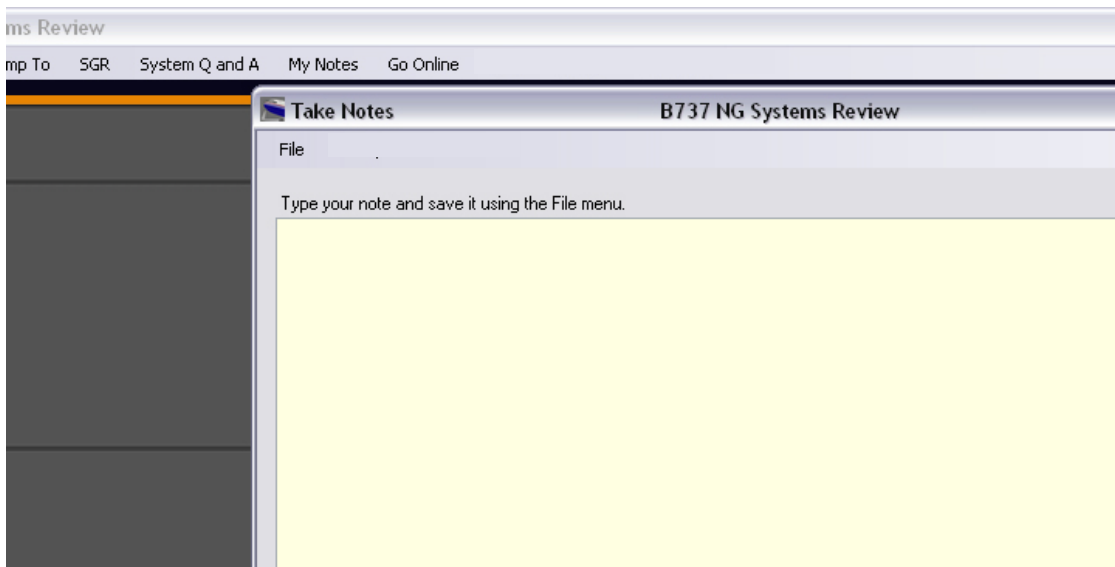 ms Review
mp To SGR System Q and A My Notes Go Online
Take Notes B737 NG Systems Review
File
Type your note and save it using the File menu.